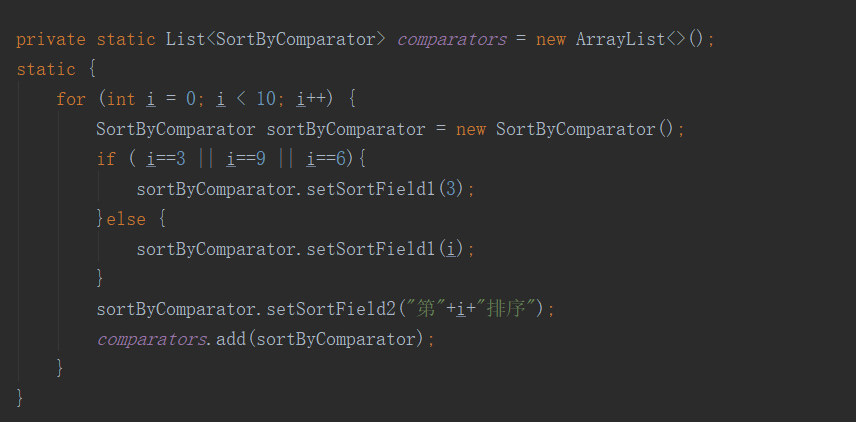 private static List<SortByComparator> comparators = new ArrayList<>();
static {
    for (int i = 0; i < 10; i++) {
        SortByComparator sortByComparator = new SortByComparator();
        if ( i==3 || i==9 || i==6){
            sortByComparator.setSortField1(3);
        }else {
            sortByComparator.setSortField1(i);
        }
        sortByComparator.setSortField2("第"+i+"排序");
        comparators.add(sortByComparator);
    }
}